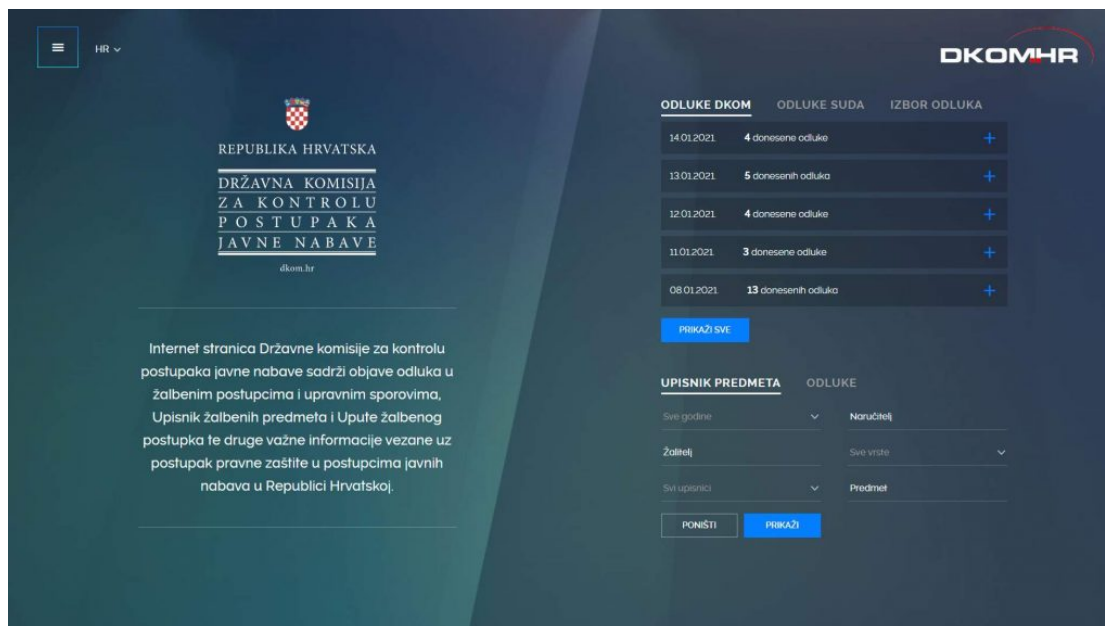 HR
DKOMHR
REPUBLIKA HRVATSKA
DRŽAVNA KOMISIJA
ZA KONTROLU
POSTUPAKA
JAVNE NABAVE
dkom.hr
Internet stranica Državne komisije za kontrolu
postupaka javne nabave sadrži objave odluka u
žalbenim postupcima i upravnim sporovima,
Upisnik žalbenih predmeta i Upute žalbenog
postupka te druge važne informacije vezane uz
postupak pravne zaštite u postupcima javnih
nabava u Republici Hrvatskoj.
ODLUKE DKOM ODLUKE SUDA IZBOR ODLUKA
14.01.2021. 4 donesene odluke
13.01.2021. 5 donesenih odluka
12.01.2021. 4 donesene odluke
11.01.2021. 3 donesene odluke
08.01.2021. 13 donesenih odluka
PRIKAŽI SVE
UPISNIK PREDMETA ODLUKE
Sve godine Naručitelj
Žalitelj Sve vrste
Svi upisnici Predmet
PONIŠTI PRIKAŽI